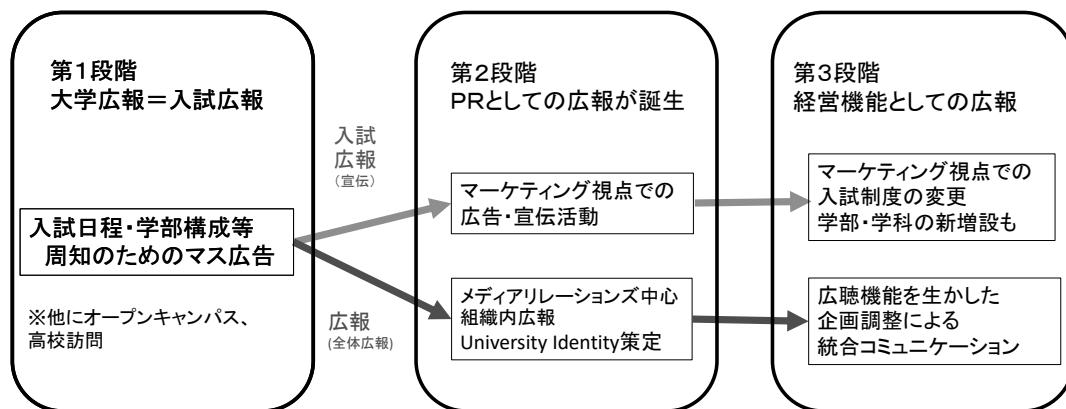 第1段階
大学広報＝入試広報
入試日程・学部構成等
周知のためのマス広告
※他にオープンキャンパス、
高校訪問
入試
広報
（宣伝）
広報
(全体広報)
第2段階
PRとしての広報が誕生
マーケティング視点での
広告・宣伝活動
メディアリレーションズ中心
組織内広報
University Identity策定
第3段階
経営機能としての広報
マーケティング視点での
入試制度の変更
学部・学科の新増設も
広聴機能を生かした
企画調整による
統合コミュニケーション